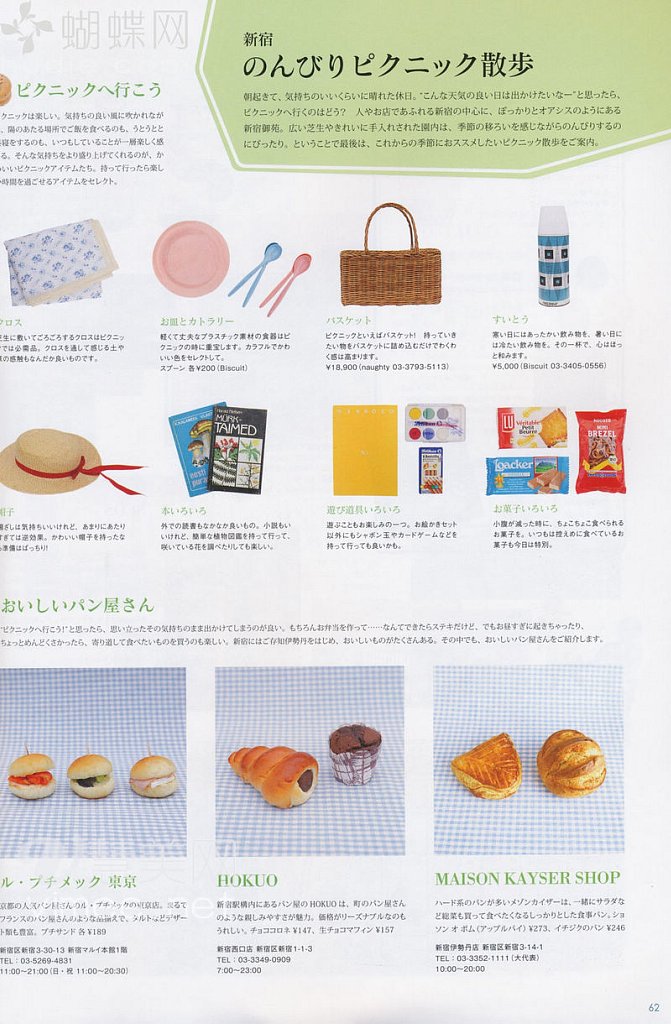 蝴蝶网
新宿
のんびりピクニック散歩
朝起きて、気持ちのいいくらいに晴れた休日。“こんな天気の良い日は出かけたいなー”と思ったら、
ピクニックへ行くのはどう？　人やお店であふれる新宿の中心に、ぽっかりとオアシスのようにある
新宿御苑。広い芝生やきれいに手入れされた園内は、季節の移ろいを感じながらのんびりするの
にぴったり。ということで最後は、これからの季節におススメしたいピクニック散歩をご案内。
ピクニックへ行こう
クニックは楽しい。気持ちの良い風に吹かれなが
、陽のあたる場所でご飯を食べるのも、うとうとと
寝をするのも、いつもしていることが一層楽しく感
る。そんな気持ちをより盛り上げてくれるのが、か
いいピクニックアイテムたち。持って行ったら楽し
時間を過ごせるアイテムをセレクト。
クロス
芝生に敷いてごろごろするクロスはピクニッ
では必需品。クロスを通して感じる土や
草の感触もなんだか良いものです。
お皿とカトラリー
軽くて丈夫なプラスチック素材の食器はピ
クニックの時に重宝します。カラフルでかわ
いい色をセレクトして。
スプーン 各¥200（Biscuit）
バスケット
ピクニックといえばバスケット！　持っていき
たい物をバスケットに詰め込むだけでわくわ
く感は高まります。
¥18,900（naughty 03-3793-5113）
すいとう
寒い日にはあったかい飲み物を、暑い日に
は冷たい飲み物を。その一杯で、心はほっ
と和みます。
¥5,000（Biscuit 03-3405-0556）
MÜRK-
TAIMED
LU
Véritable
Petit
Beurre
Loacker
MINI
BREZEL
帽子
陽ざしは気持ちいいけれど、あまりにあたり
すぎては逆効果。かわいい帽子を持ったな
ら準備はばっちり！
本いろいろ
外での読書もなかなか良いもの。小説もい
いけれど、簡単な植物図鑑を持って行って、
咲いている花を調べたりしても楽しい。
遊び道具いろいろ
遊ぶこともお楽しみの一つ。お絵かきセット
以外にもシャボン玉やカードゲームなどを
持って行っても良いかも。
お菓子いろいろ
小腹が減った時に、ちょこちょこ食べられる
お菓子を。いつもは控えめに食べているお
菓子も今日は特別。
おいしいパン屋さん
“ピクニックへ行こう！”と思ったら、思い立ったその気持ちのまま出かけてしまうのが良い。もちろんお弁当を作って……なんてできたらステキだけど、でもお昼すぎに起きちゃったり、
ちょっとめんどくさかったら、寄り道して食べたいものを買うのも楽しい。新宿にはご存知伊勢丹をはじめ、おいしいものがたくさんある。その中でも、おいしいパン屋さんをご紹介します。
ル・プチメック 東京
京都の人気パン屋さんのル・プチメックの東京店。
フランスのパン屋さんのような品揃えで、タルトなどデザー
ト類も豊富。プチサンド 各¥189
新宿区新宿3-30-13 新宿マルイ本館1階
TEL：03-5269-4831
11:00〜21:00（日・祝 11:00〜20:30）
HOKUO
新宿駅構内にあるパン屋のHOKUOは、町のパン屋さん
のような親しみやすさが魅力。価格がリーズナブルなのも
うれしい。チョココロネ ¥147、生チョコマフィン ¥157
新宿西口店 新宿区新宿1-1-3
TEL：03-3349-0909
7:00〜23:00
MAISON KAYSER SHOP
ハード系のパンが多いメゾンカイザーは、一緒にサラダな
ど総菜も買って食べたくなるしっかりとした食事パン。ショ
ソン オ ポム（アップルパイ）¥273、イチジクのパン ¥246
新宿伊勢丹店 新宿区新宿3-14-1
TEL：03-3352-1111（大代表）
10:00〜20:00
62